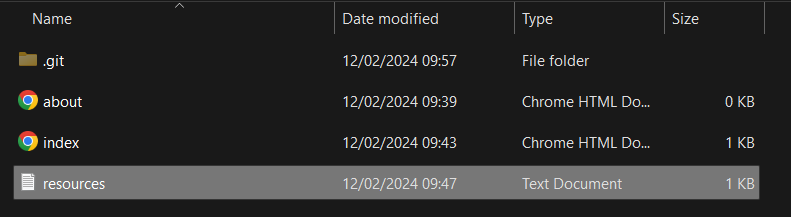 Name Date modified Type Size
.git 12/02/2024 09:57 File folder
about 12/02/2024 09:39 Chrome HTML Do... 0 KB
index 12/02/2024 09:43 Chrome HTML Do... 1 KB
resources 12/02/2024 09:47 Text Document 1 KB